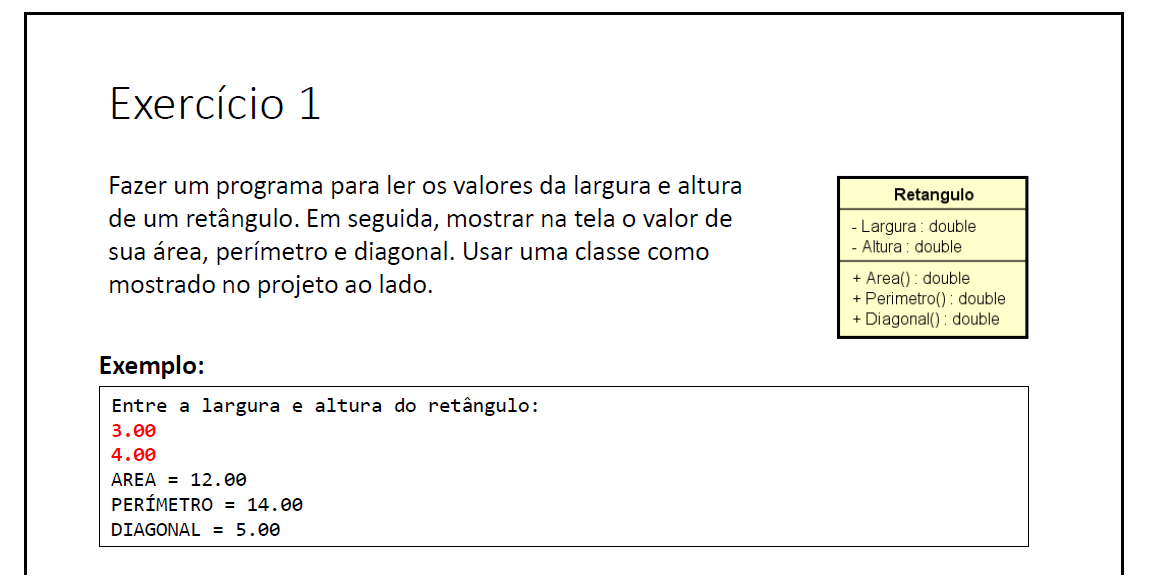 Exercício 1
Fazer um programa para ler os valores da largura e altura
de um retângulo. Em seguida, mostrar na tela o valor de
sua área, perímetro e diagonal. Usar uma classe como
mostrado no projeto ao lado.
Retangulo
- Largura : double
- Altura : double
+ Area() : double
+ Perimetro() : double
+ Diagonal() : double
Exemplo:
Entre a largura e altura do retângulo:
3.00
4.00
AREA = 12.00
PERÍMETRO = 14.00
DIAGONAL = 5.00